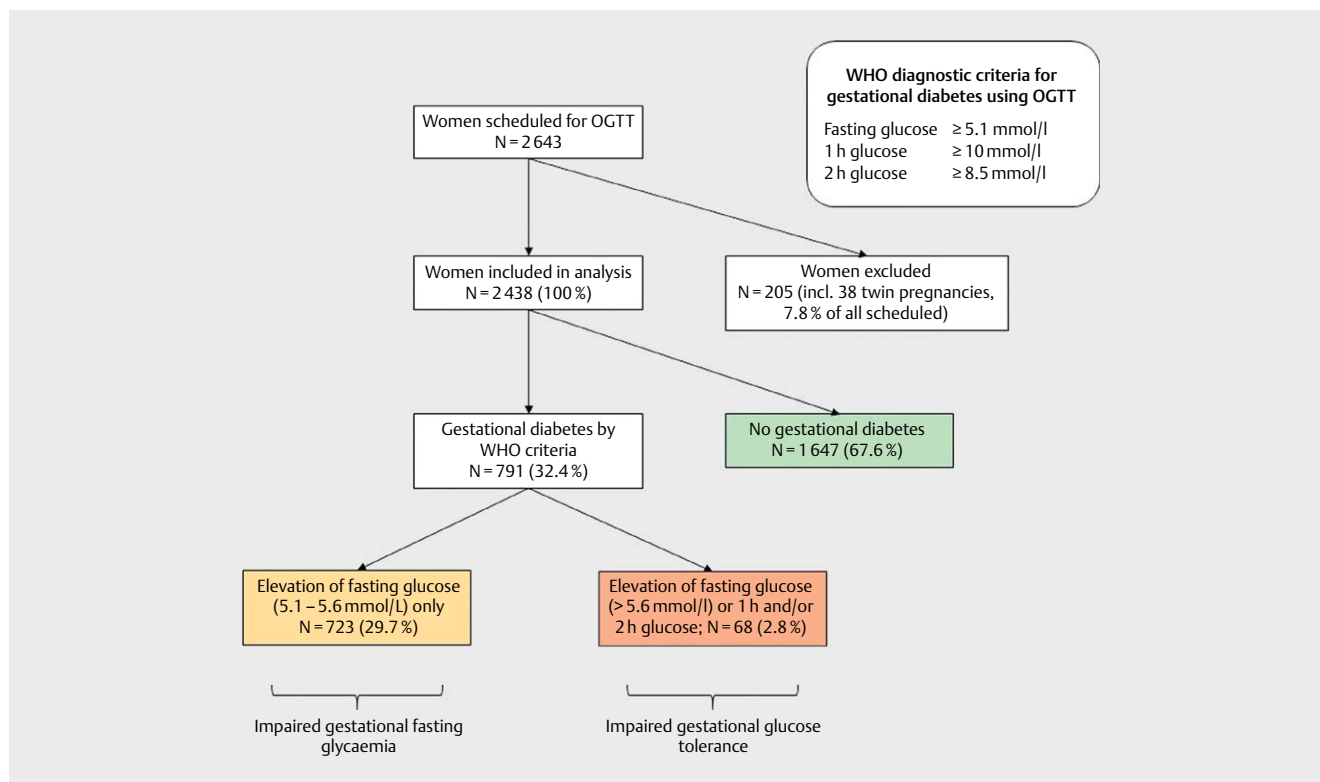 WHO diagnostic criteria for
gestational diabetes using OGTT
Fasting glucose ≥ 5.1 mmol/l
1 h glucose ≥ 10 mmol/l
2 h glucose ≥ 8.5 mmol/l
Women scheduled for OGTT
N = 2 643
Women included in analysis
N = 2 438 (100 %)
Women excluded
N = 205 (incl. 38 twin pregnancies,
7.8 % of all scheduled)
Gestational diabetes by
WHO criteria
N = 791 (32.4 %)
No gestational diabetes
N = 1 647 (67.6 %)
Elevation of fasting glucose
(5.1 – 5.6 mmol/L) only
N = 723 (29.7 %)
Elevation of fasting glucose
(> 5.6 mmol/l) or 1 h and/or
2 h glucose; N = 68 (2.8 %)
Impaired gestational fasting
glycaemia
Impaired gestational glucose
tolerance